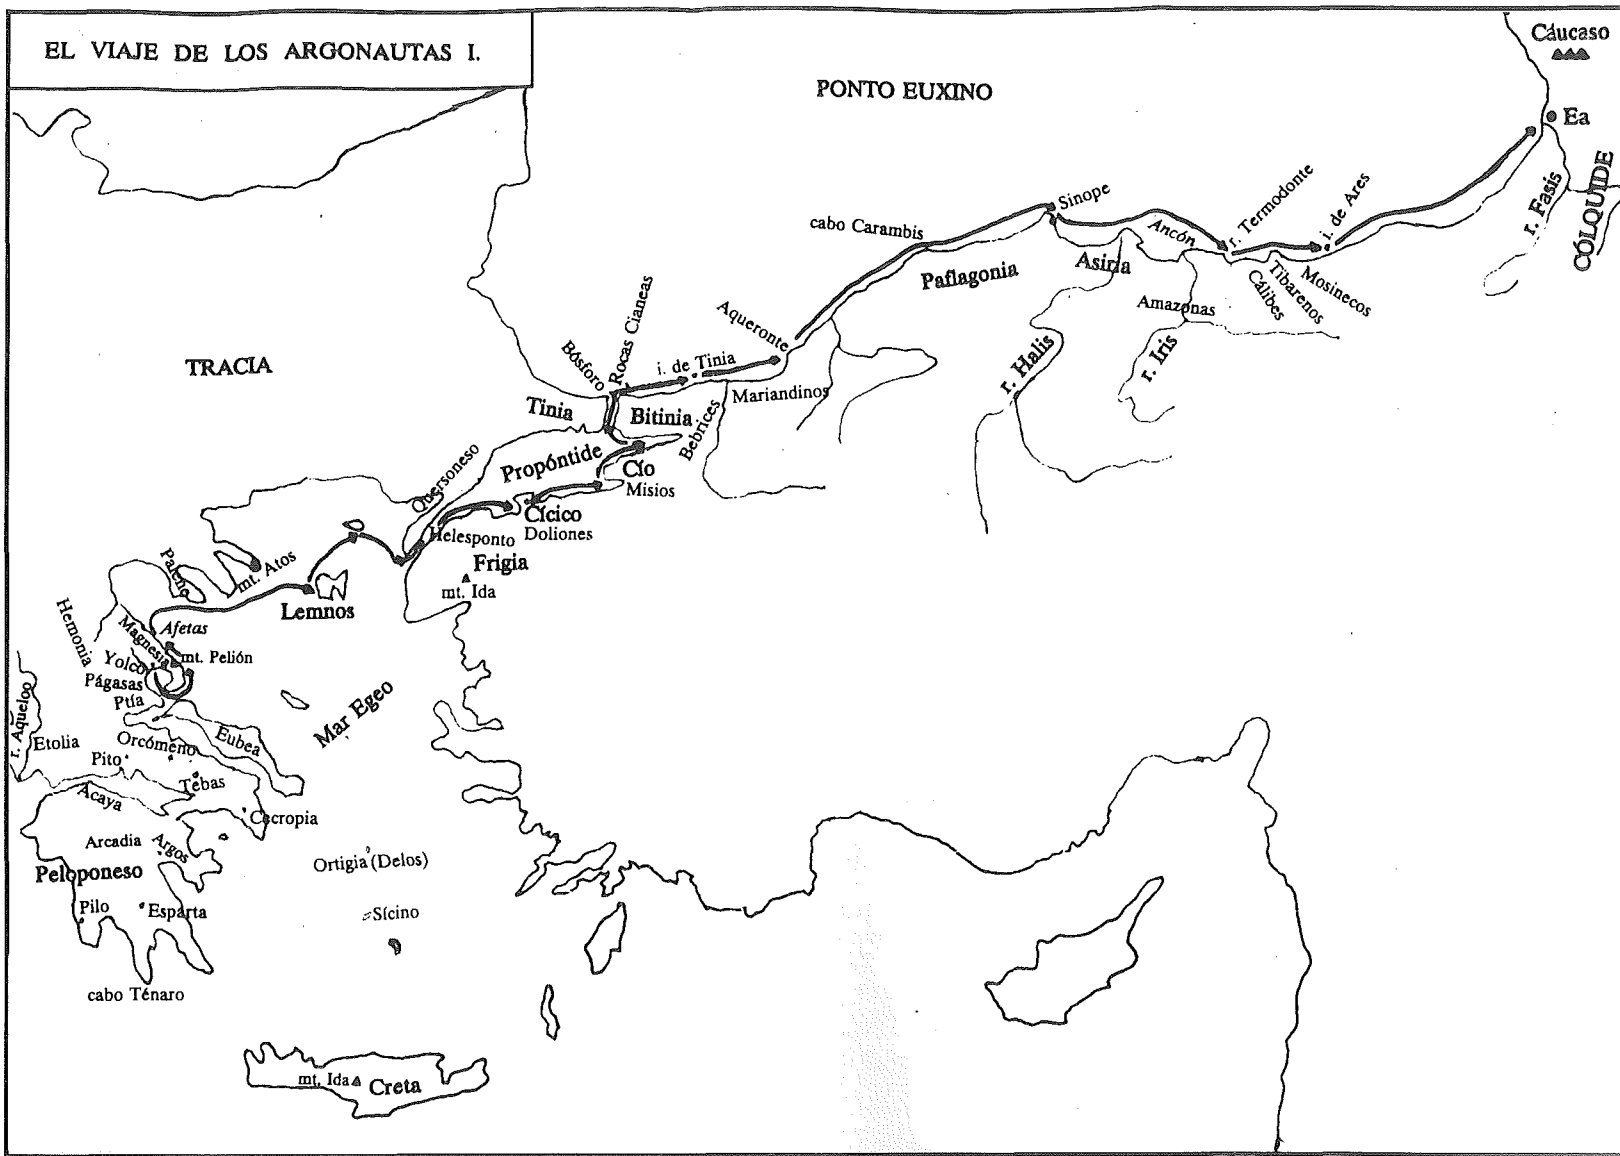 EL VIAJE DE LOS ARGONAUTAS I.
PONTO EUXINO
Cáucaso
Ea
r. Fasis
CÓLQUIDE
Sinope
cabo Carambis
Ancón
r. Termodonte
i. de Ares
Paflagonia
Asiria
Amazonas
Cálibes
Tibarenos
Mosinecos
r. Halis
r. Iris
TRACIA
Bósforo
Rocas Cianeas
i. de Tinia
Aqueronte
Mariandinos
Tinia
Bitinia
Bebrices
Propóntide
Cío
Misios
Quersoneso
Cícico
Doliones
Helesponto
Frigia
mt. Ida
mt. Atos
Palene
Lemnos
Hemonia
Magnesia
Afetas
mt. Pelión
Yolco
Págasas
Ptía
r. Aqueloo
Etolia
Orcómeno
Eubea
Mar Egeo
Pito
Tebas
Acaya
Cecropia
Arcadia
Argos
Ortigia (Delos)
Peloponeso
Pilo
Esparta
Sícino
cabo Ténaro
mt. Ida
Creta